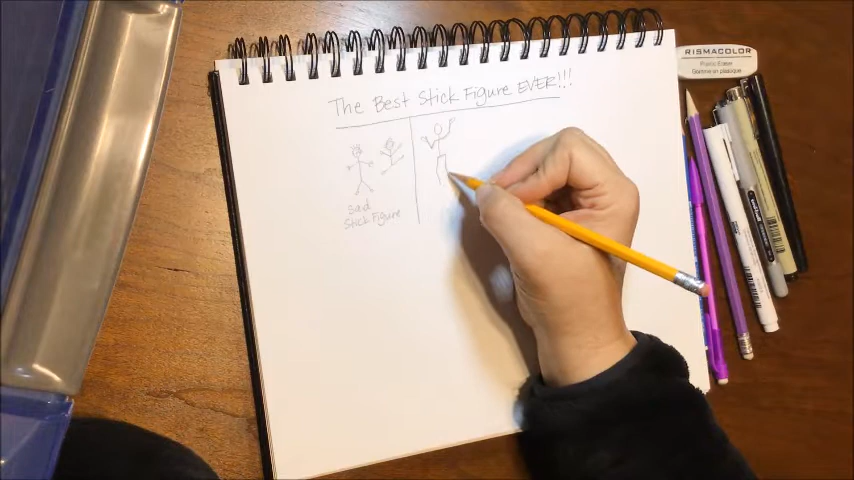 The Best Stick Figure EVER!!!
sad
Stick Figure
PRISMACOLOR